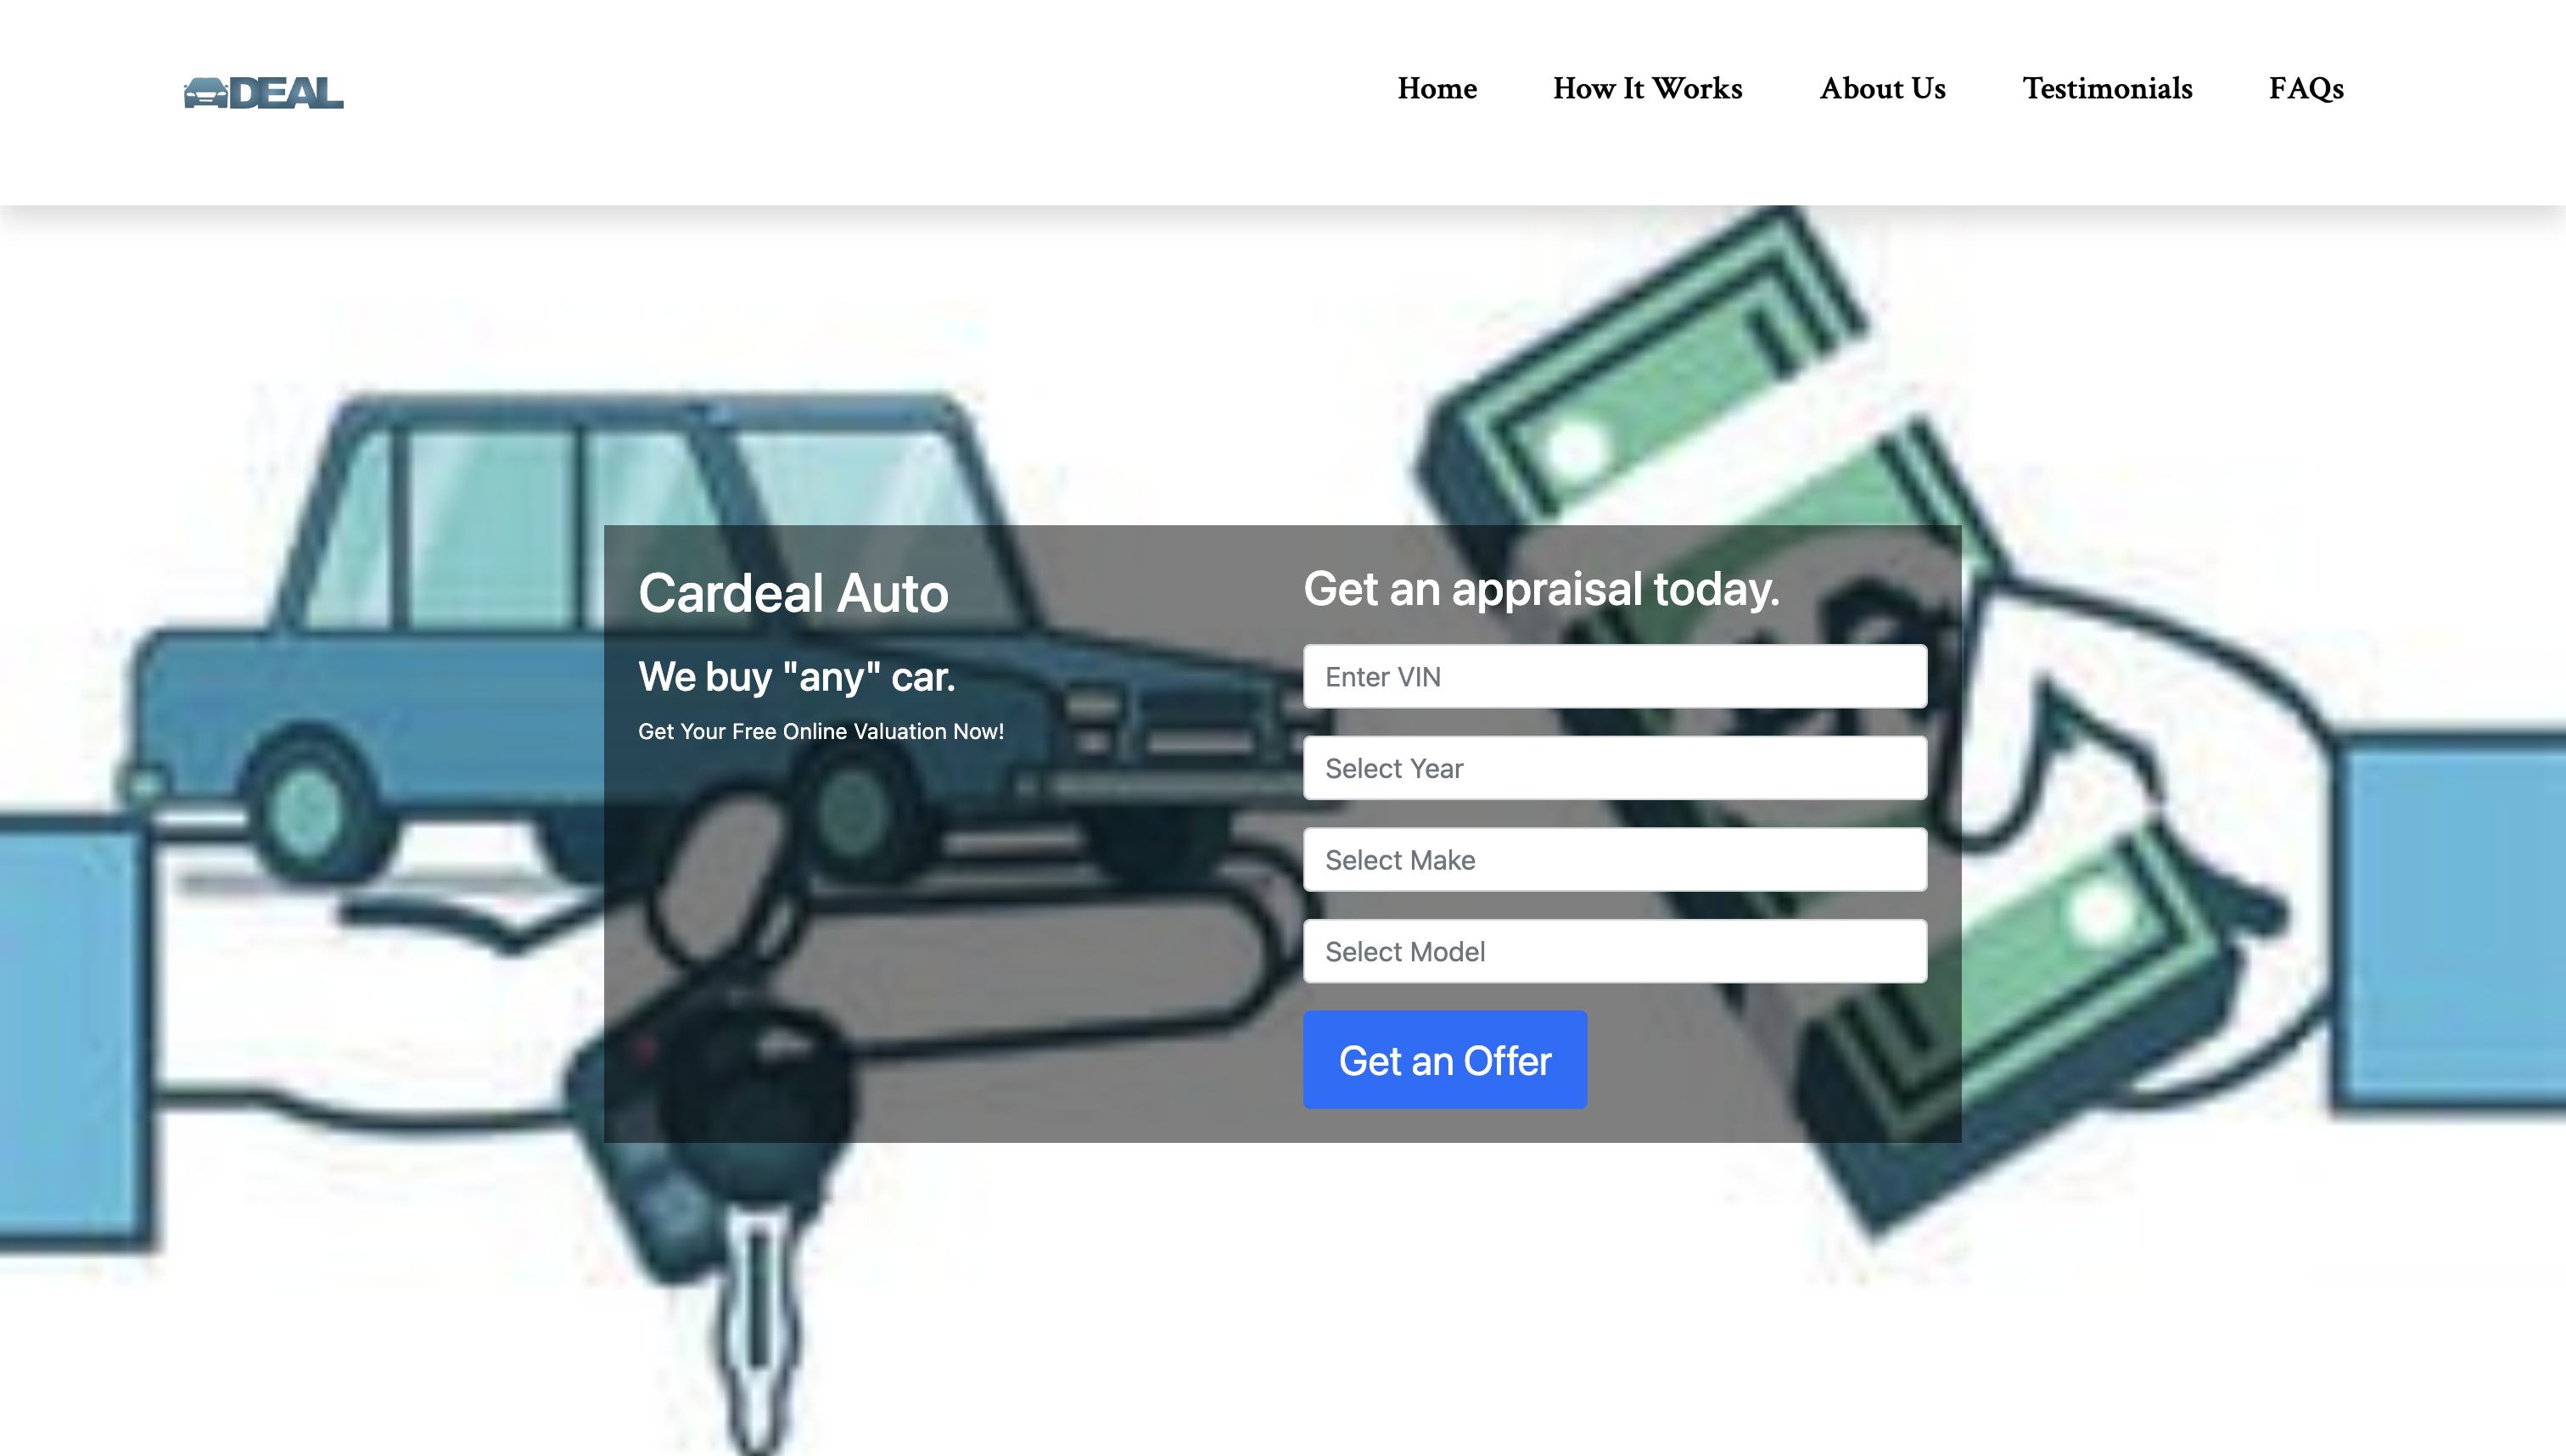 DEAL
Home How It Works About Us Testimonials FAQs
Cardeal Auto
We buy "any" car.
Get Your Free Online Valuation Now!
Get an appraisal today.
Enter VIN
Select Year
Select Make
Select Model
Get an Offer